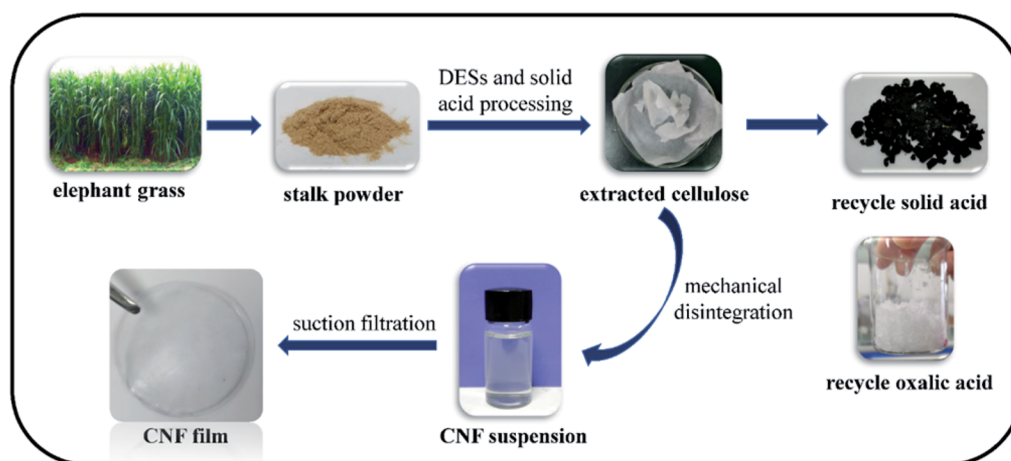 DESs and solid
acid processing
elephant grass
stalk powder
extracted cellulose
recycle solid acid
mechanical
disintegration
suction filtration
recycle oxalic acid
CNF film
CNF suspension